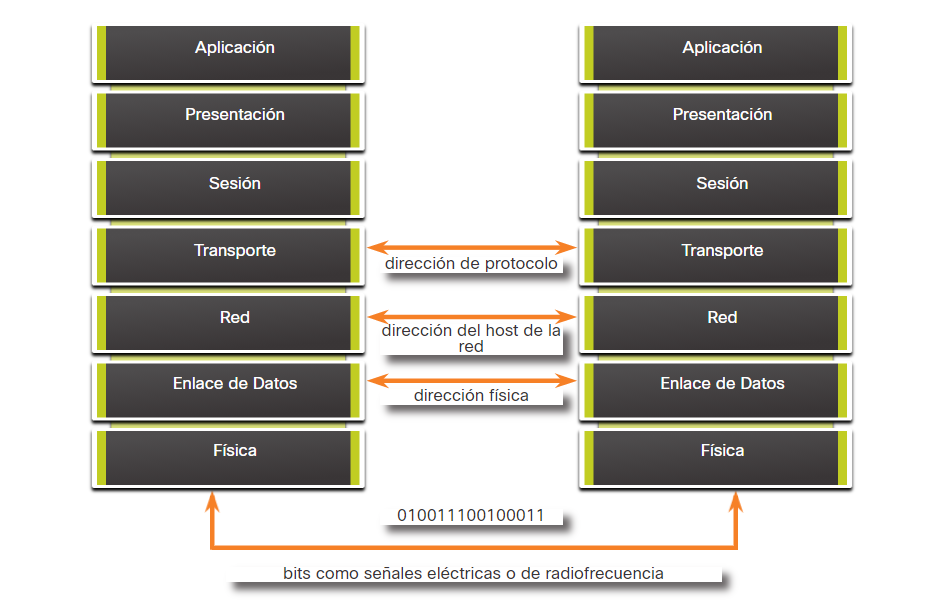 Aplicación
Aplicación
Presentación
Presentación
Sesión
Sesión
Transporte
Transporte
dirección de protocolo
Red
Red
dirección del host de la
red
Enlace de Datos
Enlace de Datos
dirección física
Física
Física
010011100100011
bits como señales eléctricas o de radiofrecuencia